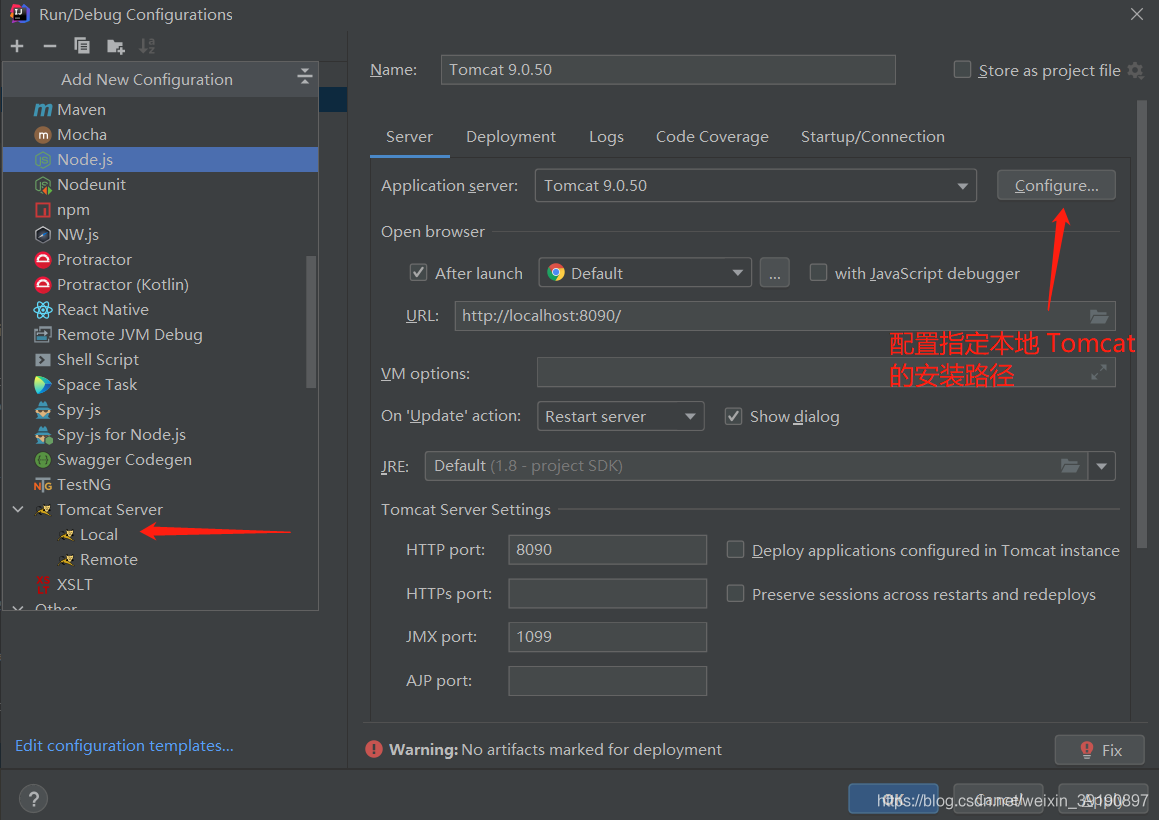 Run/Debug Configurations
Add New Configuration
Maven
Mocha
Node.js
Nodeunit
npm
NW.js
Protractor
Protractor (Kotlin)
React Native
Remote JVM Debug
Shell Script
Space Task
Spy-js
Spy-js for Node.js
Swagger Codegen
TestNG
Tomcat Server
Local
Remote
XSLT
Other
Edit configuration templates...
Name: Tomcat 9.0.50 Store as project file
Server Deployment Logs Code Coverage Startup/Connection
Application server: Tomcat 9.0.50 Configure...
Open browser
After launch Default ... with JavaScript debugger
URL: http://localhost:8090/
配置指定本地 Tomcat
的安装路径
VM options:
On 'Update' action: Restart server Show dialog
JRE: Default (1.8 - project SDK)
Tomcat Server Settings
HTTP port: 8090 Deploy applications configured in Tomcat instance
HTTPs port: Preserve sessions across restarts and redeploys
JMX port: 1099
AJP port:
Warning: No artifacts marked for deployment Fix
? OK Cancel Apply
https://blog.csdn.net/weixin_39190897